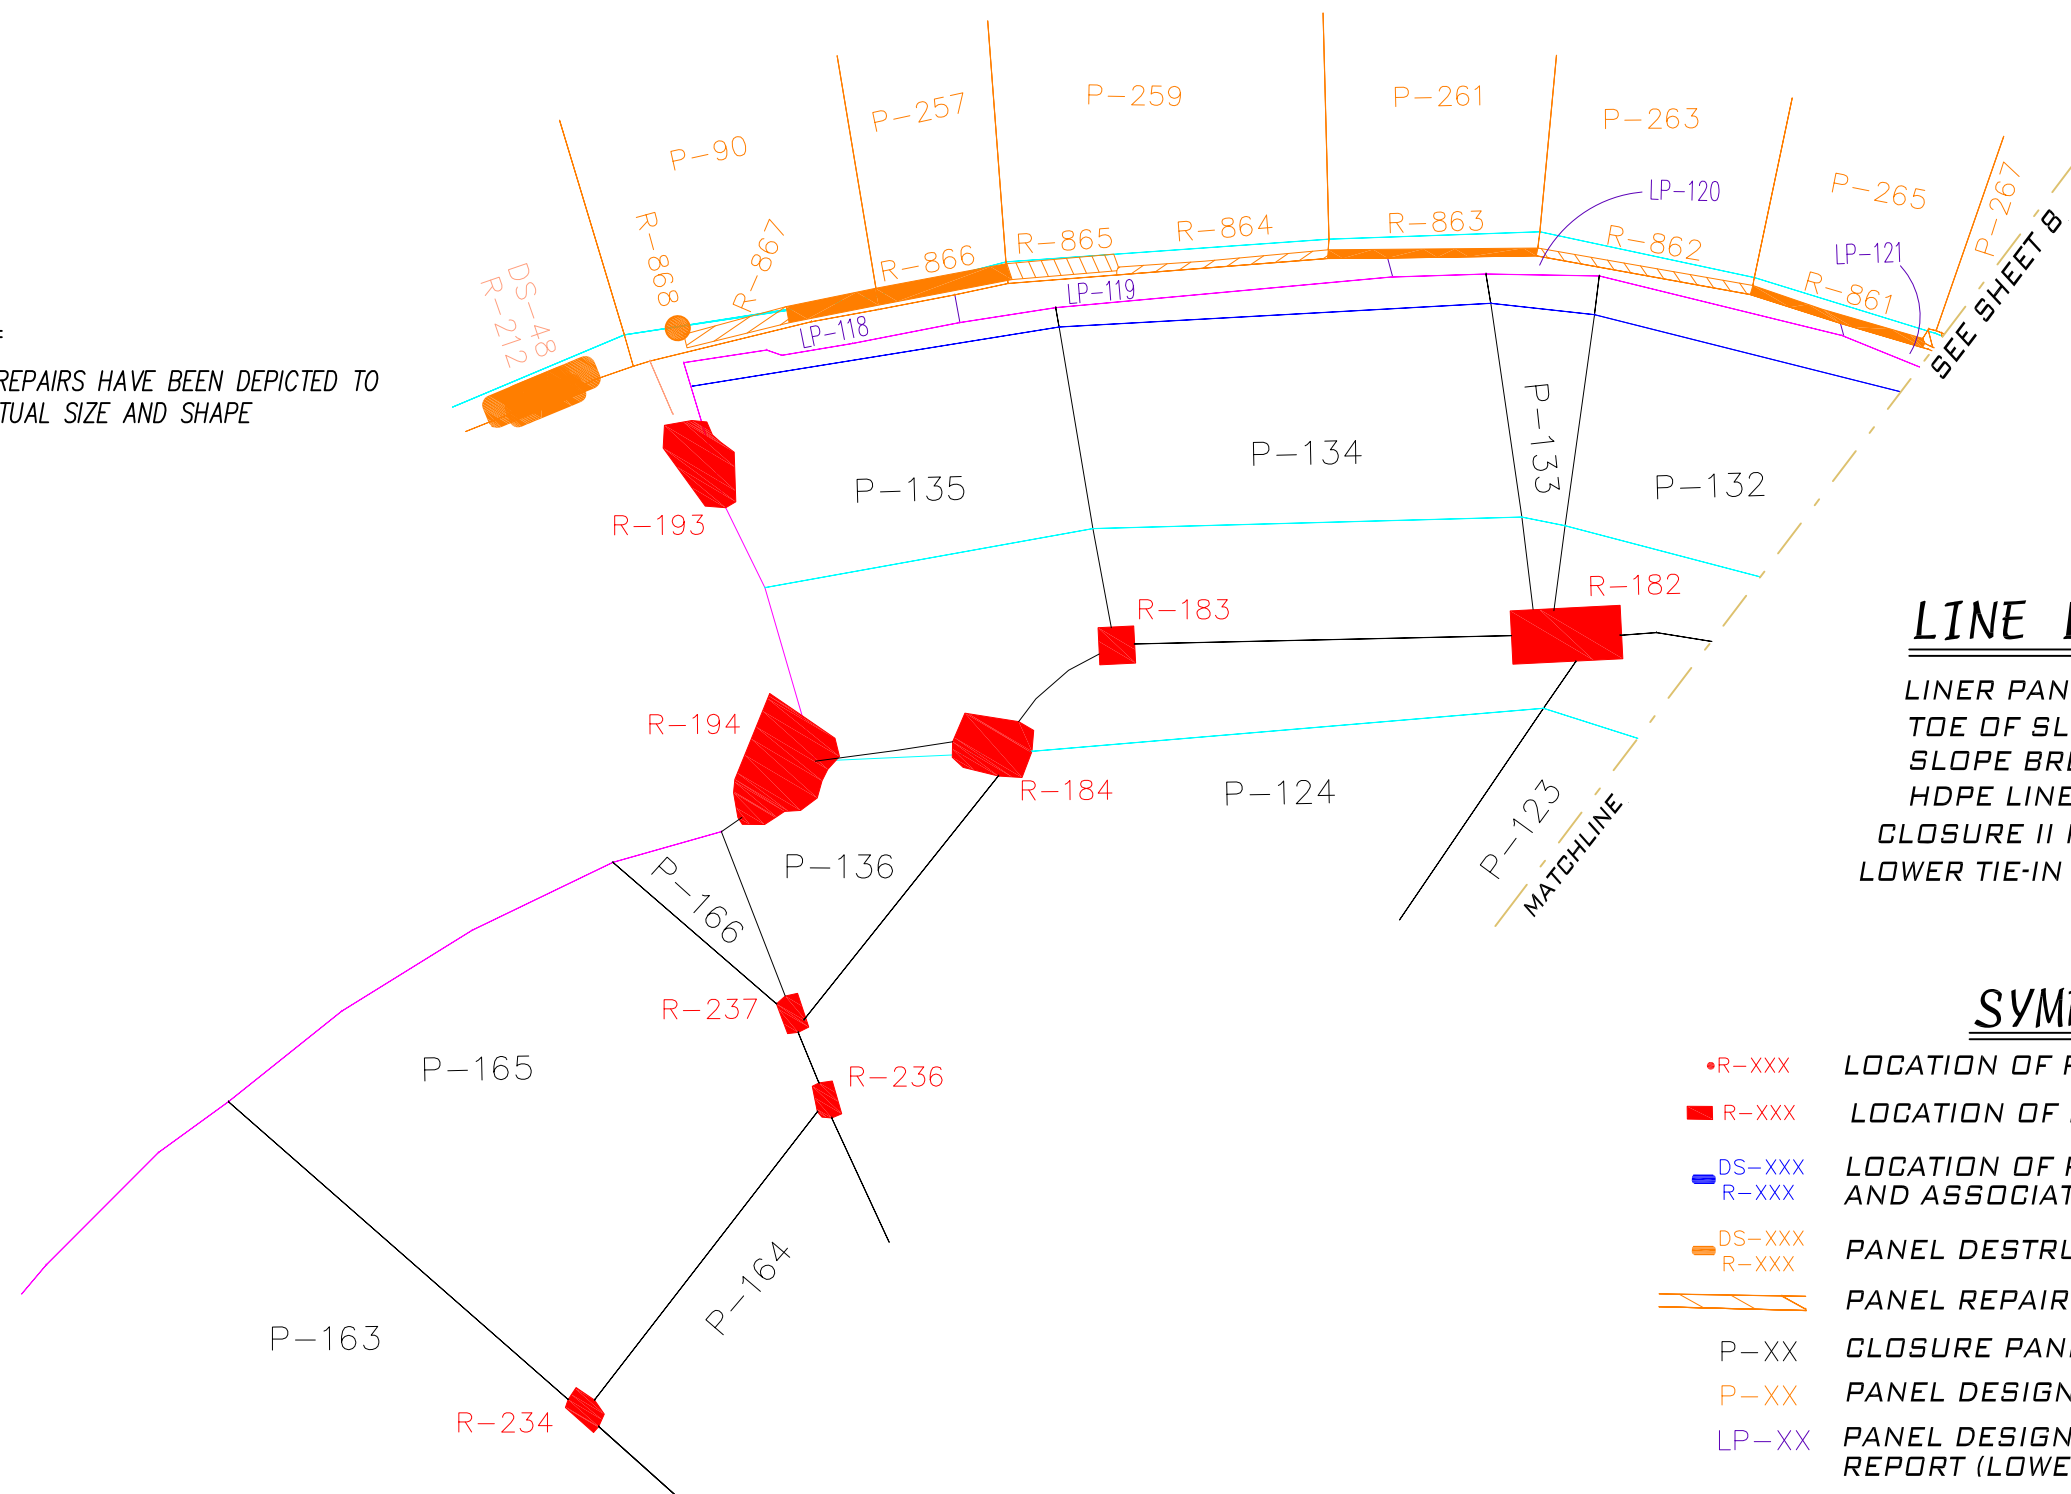 P-257
P-259
P-261
P-263
P-90
P-265
P-267
LP-120
R-868
R-867
R-866
R-865
R-864
R-863
R-862
R-861
LP-121
SEE SHEET 8
DS-48
R-212
LP-118
LP-119
REPAIRS HAVE BEEN DEPICTED TO
TUAL SIZE AND SHAPE
P-135
P-134
P-133
P-132
R-193
R-183
R-182
R-194
R-184
P-124
P-123
MATCHLINE
P-136
P-166
R-237
P-165
R-236
P-164
P-163
R-234
LINE
LINER PAN
TOE OF SL
SLOPE BRE
HDPE LINE
CLOSURE II
LOWER TIE-IN
SYM
R-XXX LOCATION OF
R-XXX LOCATION OF
DS-XXX LOCATION OF
R-XXX AND ASSOCIAT
DS-XXX
R-XXX PANEL DESTRU
PANEL REPAIR
P-XX CLOSURE PAN
P-XX PANEL DESIGN
LP-XX PANEL DESIGN
REPORT (LOWE